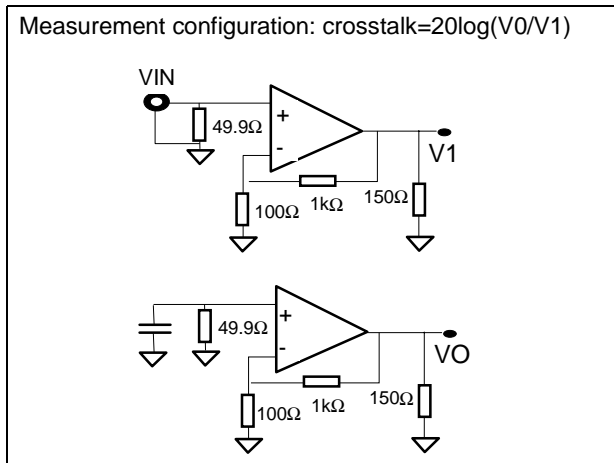 Measurement configuration: crosstalk=20log(V0/V1)
VIN
49.9Ω
+
-
V1
100Ω
1kΩ
150Ω
49.9Ω
+
-
VO
100Ω
1kΩ
150Ω